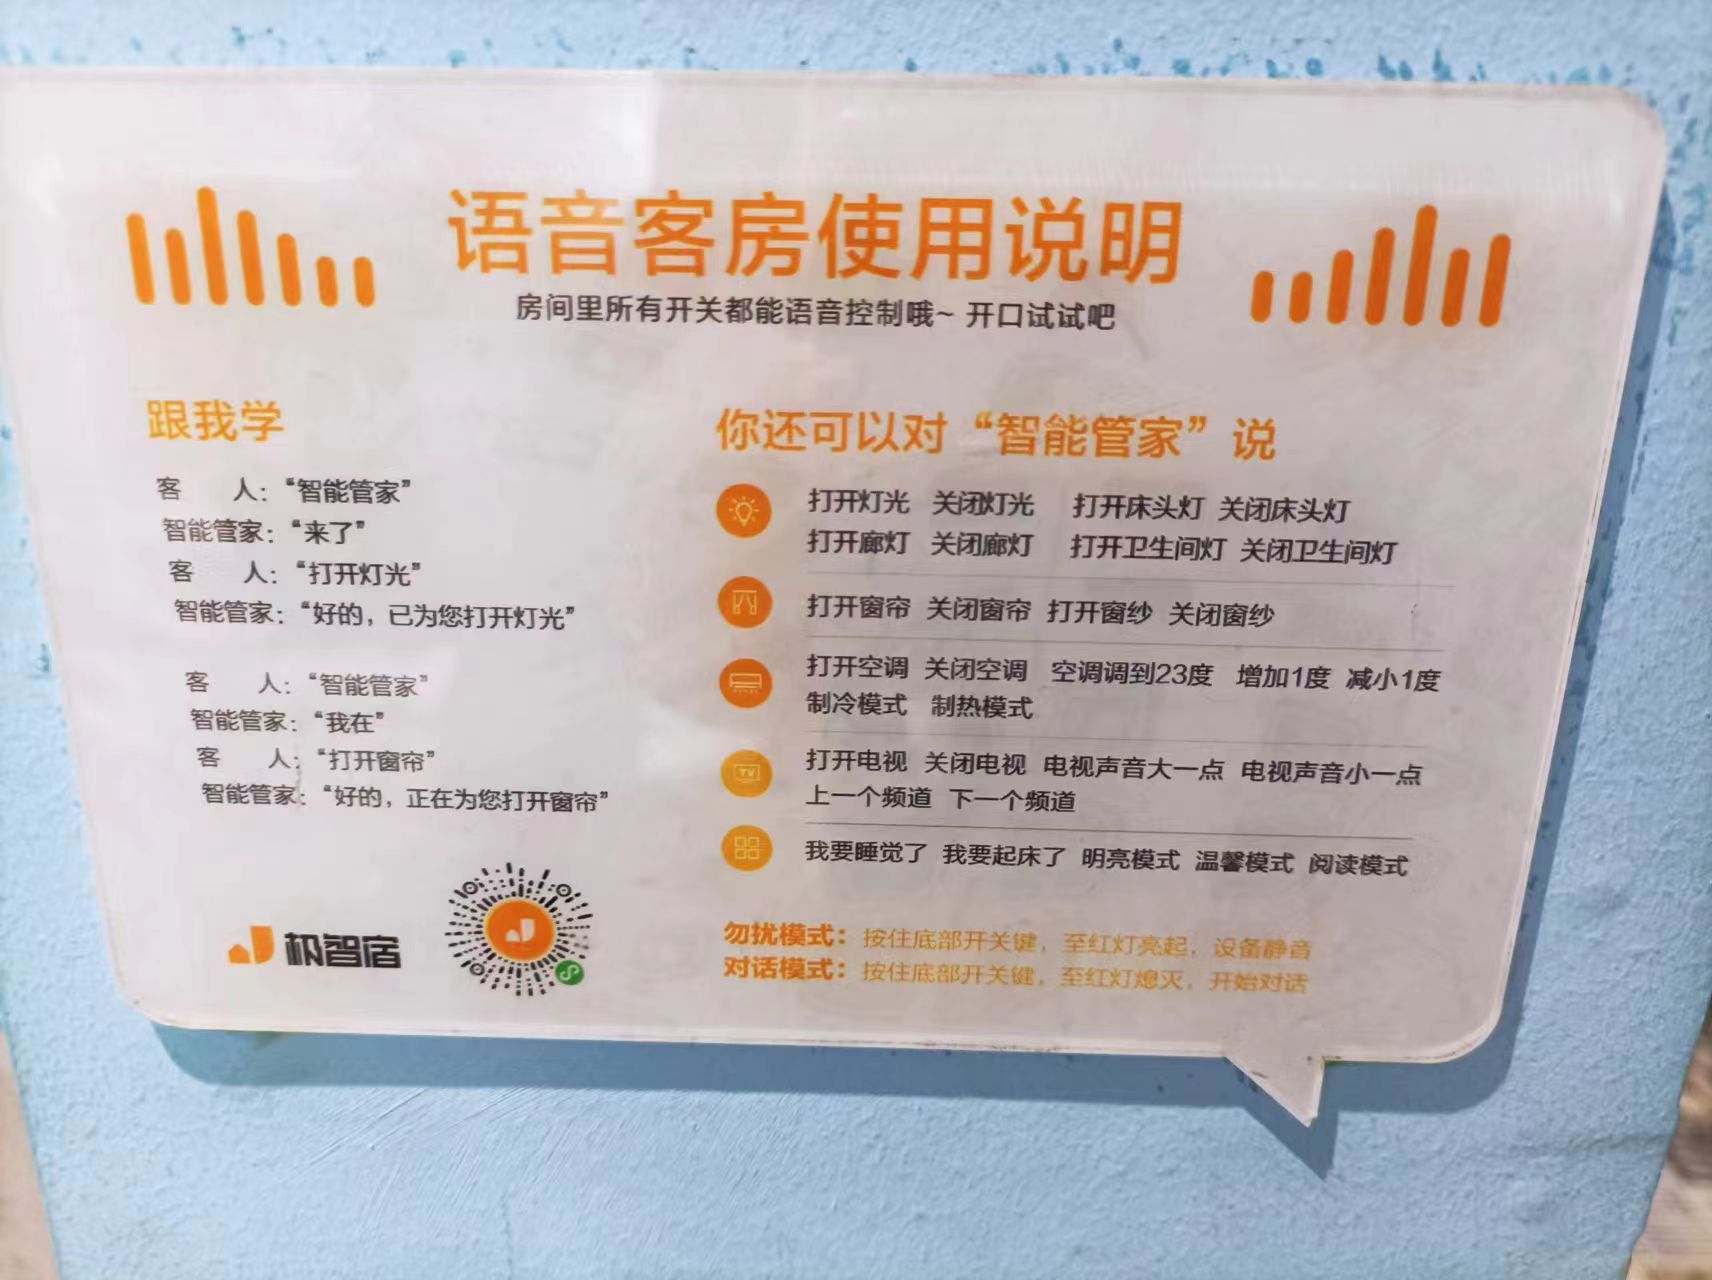 语音客房使用说明
房间里所有开关都能语音控制哦~ 开口试试吧
跟我学
客 人：“智能管家”
智能管家：“来了”
客 人：“打开灯光”
智能管家：“好的，已为您打开灯光”
客 人：“智能管家”
智能管家：“我在”
客 人：“打开窗帘”
智能管家：“好的，正在为您打开窗帘”
极智宿
你还可以对“智能管家”说
打开灯光 关闭灯光 打开床头灯 关闭床头灯
打开廊灯 关闭廊灯 打开卫生间灯 关闭卫生间灯
打开窗帘 关闭窗帘 打开窗纱 关闭窗纱
打开空调 关闭空调 空调调到23度 增加1度 减小1度
制冷模式 制热模式
TV
打开电视 关闭电视 电视声音大一点 电视声音小一点
上一个频道 下一个频道
我要睡觉了 我要起床了 明亮模式 温馨模式 阅读模式
勿扰模式：按住底部开关键，至红灯亮起，设备静音
对话模式：按住底部开关键，至红灯熄灭，开始对话